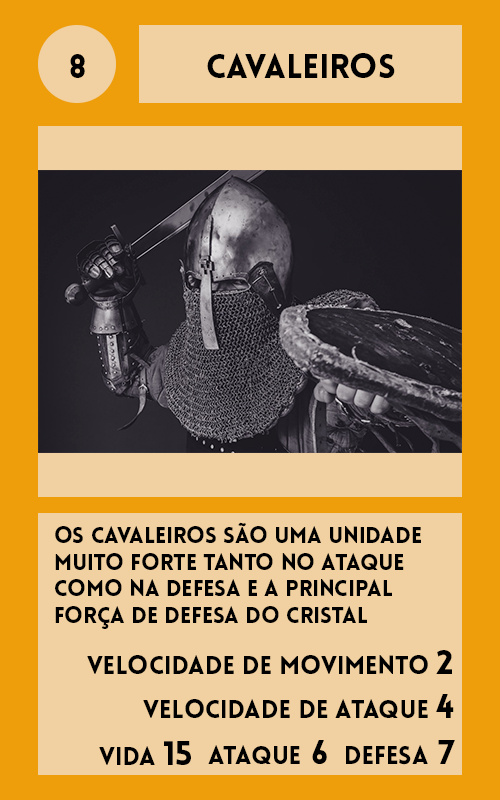 8
CAVALEIROS
OS CAVALEIROS SÃO UMA UNIDADE
MUITO FORTE TANTO NO ATAQUE
COMO NA DEFESA E A PRINCIPAL
FORÇA DE DEFESA DO CRISTAL
VELOCIDADE DE MOVIMENTO 2
VELOCIDADE DE ATAQUE 4
VIDA 15 ATAQUE 6 DEFESA 7